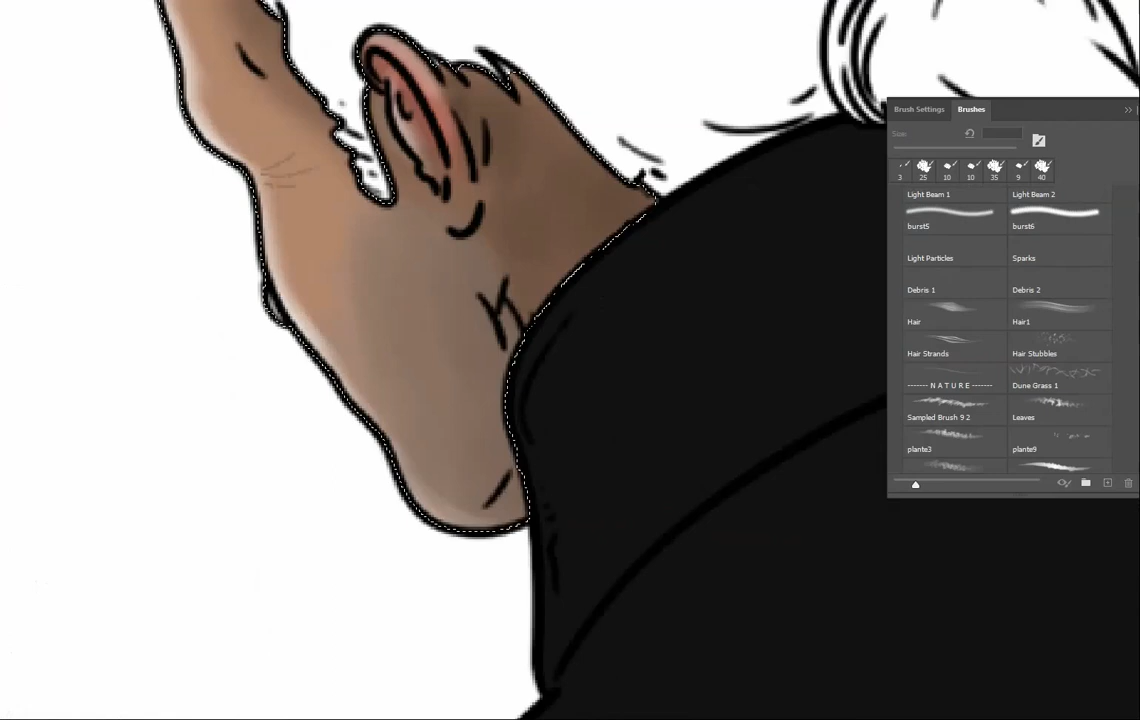 Brush Settings Brushes
Size:
3 25 10 10 35 9 40
Light Beam 1 Light Beam 2
burst5 burst6
Light Particles Sparks
Debris 1 Debris 2
Hair Hair1
Hair Strands Hair Stubbles
------- N A T U R E ------- Dune Grass 1
Sampled Brush 9 2 Leaves
plante3 plante9